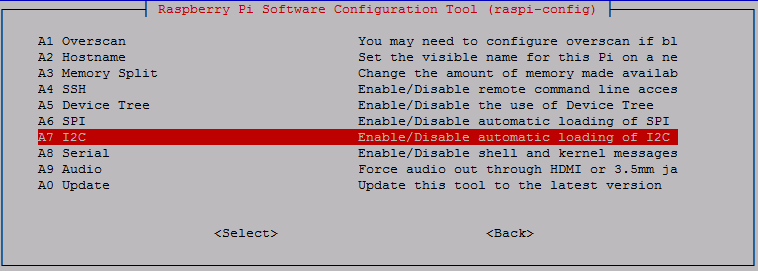 Raspberry Pi Software Configuration Tool (raspi-config)
A1 Overscan You may need to configure overscan if bl
A2 Hostname Set the visible name for this Pi on a ne
A3 Memory Split Change the amount of memory made availab
A4 SSH Enable/Disable remote command line acces
A5 Device Tree Enable/Disable the use of Device Tree
A6 SPI Enable/Disable automatic loading of SPI
A7 I2C Enable/Disable automatic loading of I2C
A8 Serial Enable/Disable shell and kernel messages
A9 Audio Force audio out through HDMI or 3.5mm ja
A0 Update Update this tool to the latest version
<Select> <Back>